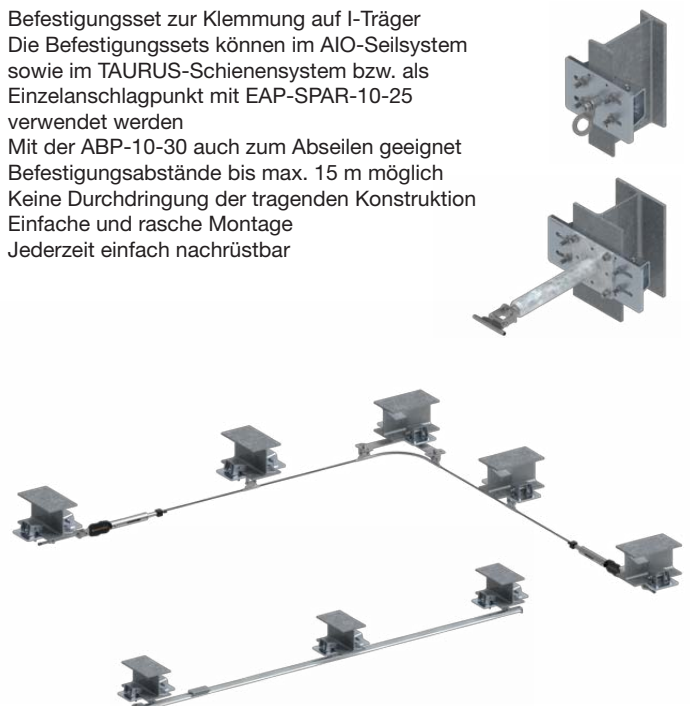 Befestigungsset zur Klemmung auf I-Träger
Die Befestigungssets können im AIO-Seilsystem
sowie im TAURUS-Schienensystem bzw. als
Einzelanschlagpunkt mit EAP-SPAR-10-25
verwendet werden
Mit der ABP-10-30 auch zum Abseilen geeignet
Befestigungsabstände bis max. 15 m möglich
Keine Durchdringung der tragenden Konstruktion
Einfache und rasche Montage
Jederzeit einfach nachrüstbar